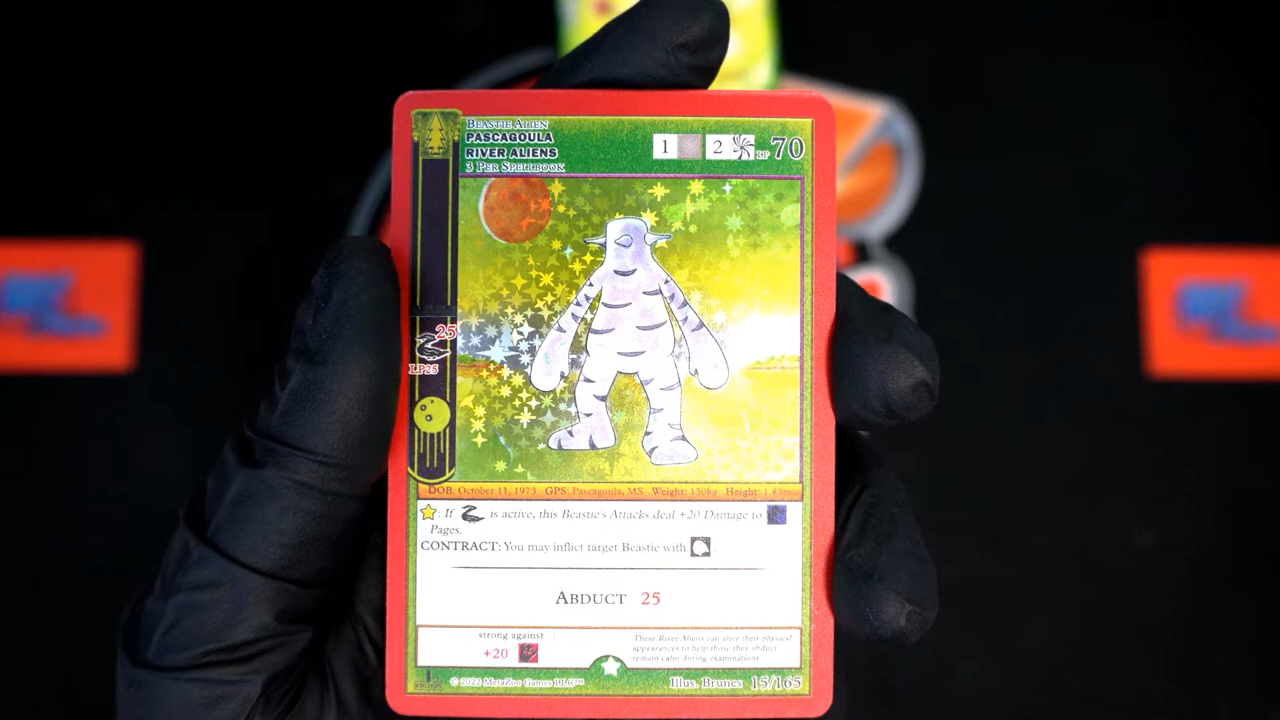 BEASTIE ALIEN
PASCAGOULA
RIVER ALIENS
3 PER SPELLBOOK
1 2 LP 70
25
LP25
DOB: October 11, 1973 GPS: Pascagoula, MS Weight: 130kg Height: 1.83m
: If is active, this Beastie's Attacks deal +20 Damage to
Pages.
CONTRACT: You may inflict target Beastie with .
ABDUCT 25
strong against
+20
These River Aliens can alter their physical
appearances to help those they abduct
remain calm during examinations.
1st EDITION
© 2022 MetaZoo Games LLC™
Illus. Brunes 15/165